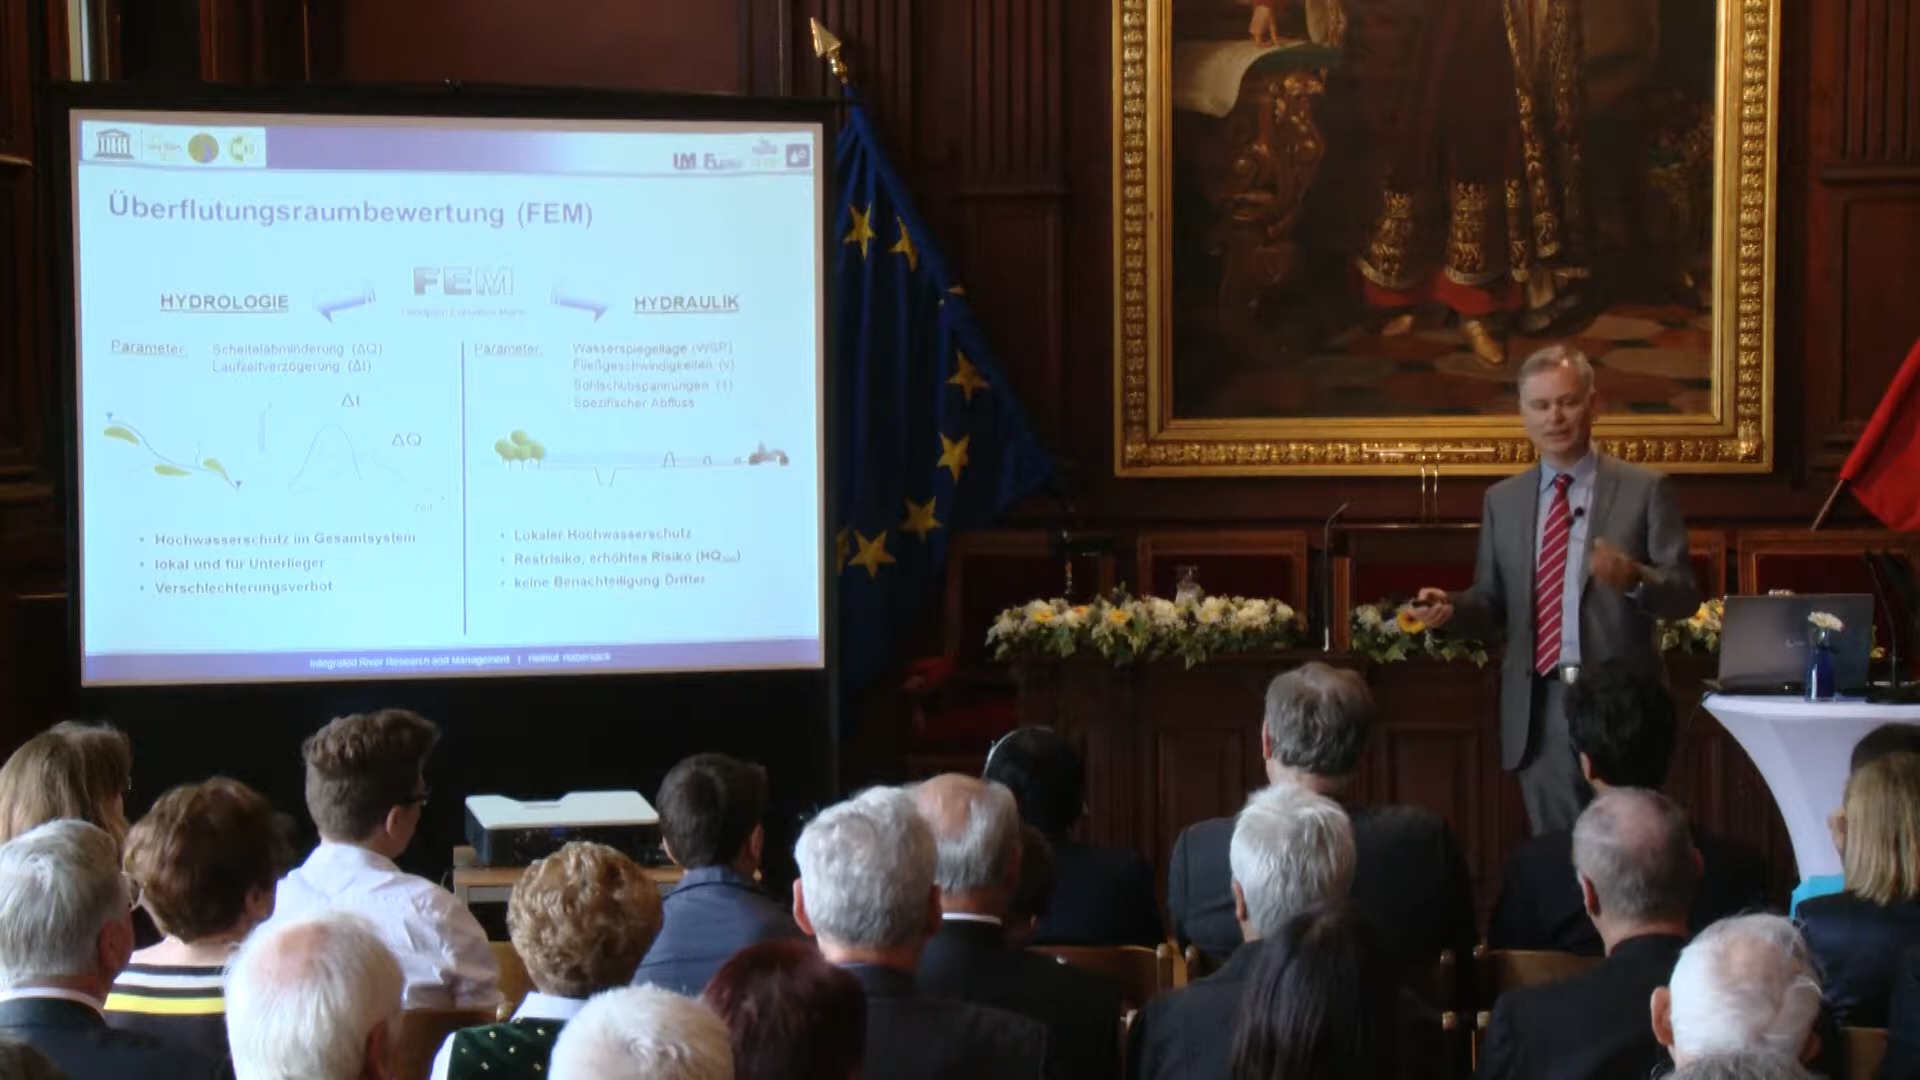 Überflutungsraumbewertung (FEM)
FEM
HYDROLOGIE
HYDRAULIK
Parameter:
Scheitelabminderung (ΔQ)
Laufzeitverzögerung (Δt)
Parameter:
Wasserspiegellage (WSP)
Fließgeschwindigkeiten (v)
Sohlschubspannungen (τ)
Spezifischer Abfluss
Δt
ΔQ
• Hochwasserschutz im Gesamtsystem
• lokal und für Unterlieger
• Verschlechterungsverbot
• Lokaler Hochwasserschutz
• Restrisiko, erhöhtes Risiko
• keine Benachteiligung Dritter
Integrated River Research and Management | Helmut Habersack